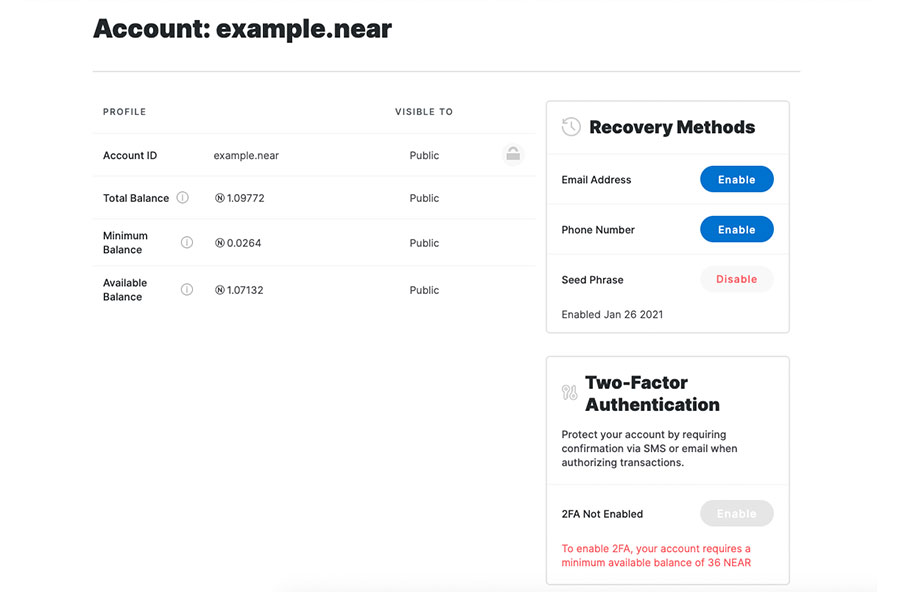 Account: example.near
PROFILE VISIBLE TO
Account ID example.near Public
Total Balance Ⓝ 1.09772 Public
Minimum
Balance Ⓝ 0.0264 Public
Available
Balance Ⓝ 1.07132 Public
Recovery Methods
Email Address Enable
Phone Number Enable
Seed Phrase Disable
Enabled Jan 26 2021
Two-Factor
Authentication
Protect your account by requiring
confirmation via SMS or email when
authorizing transactions.
2FA Not Enabled Enable
To enable 2FA, your account requires a
minimum available balance of 36 NEAR